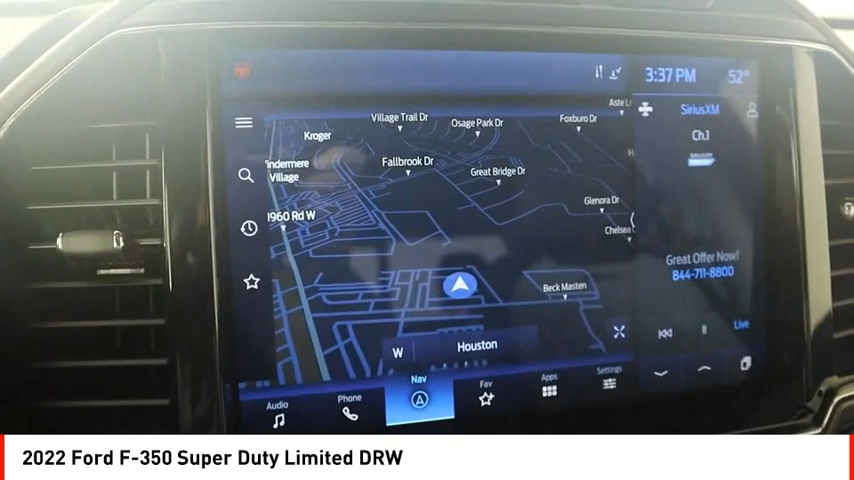 3:37 PM 52°
Aste L
SiriusXM
Village Trail Dr
Osage Park Dr
Foxburo Dr
Kroger
Ch.1
SiriusXM
indermere
Village
Fallbrook Dr
H
Great Bridge Dr
Glenora Dr
1960 Rd W
Chelsea
Great Offer Now!
844-711-8800
Beck Masten
Live
W Houston
Audio
Phone
Nav
Fav
Apps
Settings
2022 Ford F-350 Super Duty Limited DRW